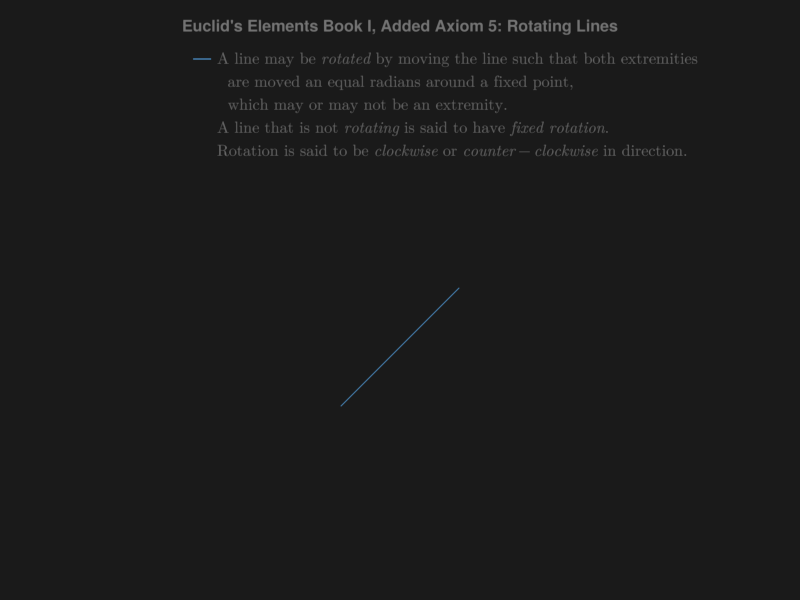 Euclid's Elements Book I, Added Axiom 5: Rotating Lines
A line may be rotated by moving the line such that both extremities
are moved an equal radians around a fixed point,
which may or may not be an extremity.
A line that is not rotating is said to have fixed rotation.
Rotation is said to be clockwise or counter − clockwise in direction.